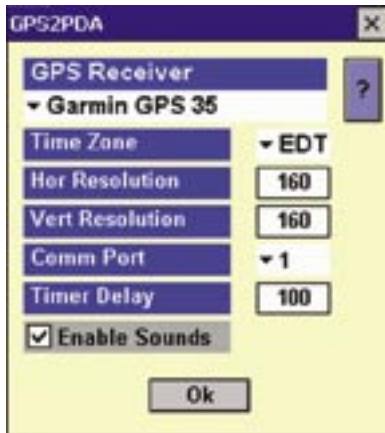 GPS2PDA
GPS Receiver
?
Garmin GPS 35
Time Zone EDT
Hor Resolution 160
Vert Resolution 160
Comm Port 1
Timer Delay 100
Enable Sounds
Ok